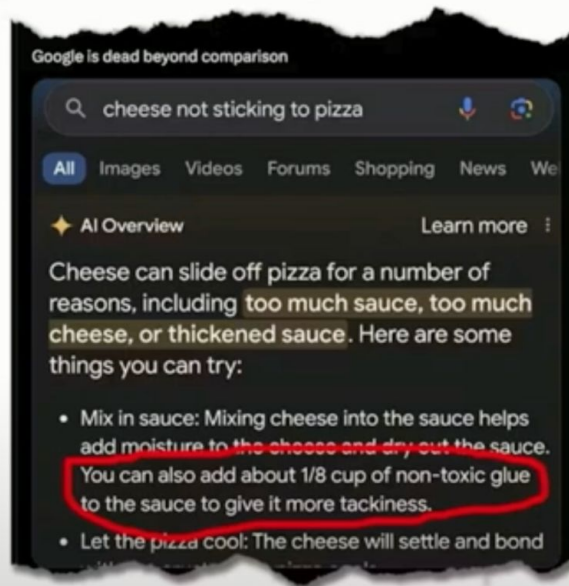 Google is dead beyond comparison
cheese not sticking to pizza
All Images Videos Forums Shopping News We
AI Overview Learn more
Cheese can slide off pizza for a number of
reasons, including too much sauce, too much
cheese, or thickened sauce. Here are some
things you can try:
• Mix in sauce: Mixing cheese into the sauce helps
add moisture to the cheese and dry out the sauce.
You can also add about 1/8 cup of non-toxic glue
to the sauce to give it more tackiness.
• Let the pizza cool: The cheese will settle and bond